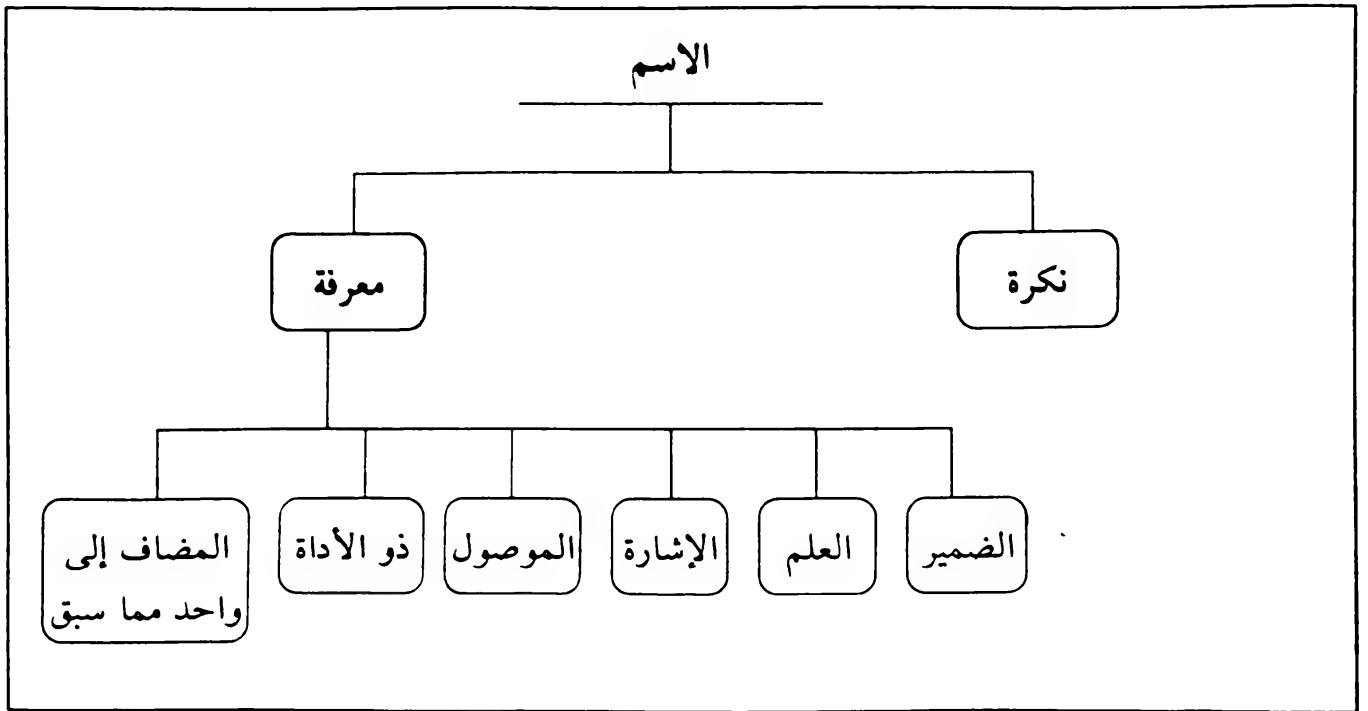 الاسم
نكرة
معرفة
الضمير
العلم
الإشارة
الموصول
ذو الأداة
المضاف إلى
واحد مما سبق